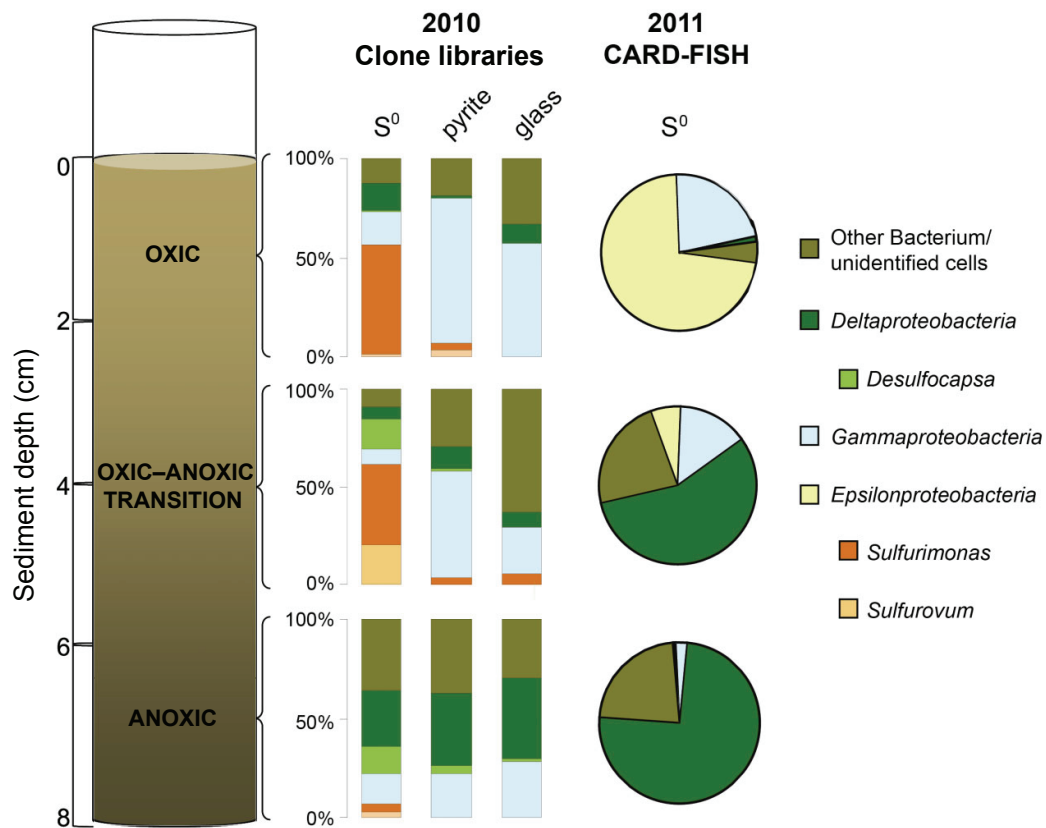 2010
Clone libraries
2011
CARD-FISH
S⁰
pyrite
glass
S⁰
Sediment depth (cm)
0
2
4
6
8
OXIC
OXIC–ANOXIC
TRANSITION
ANOXIC
100%
50%
0%
100%
50%
0%
100%
50%
0%
Other Bacterium/
unidentified cells
Deltaproteobacteria
Desulfocapsa
Gammaproteobacteria
Epsilonproteobacteria
Sulfurimonas
Sulfurovum